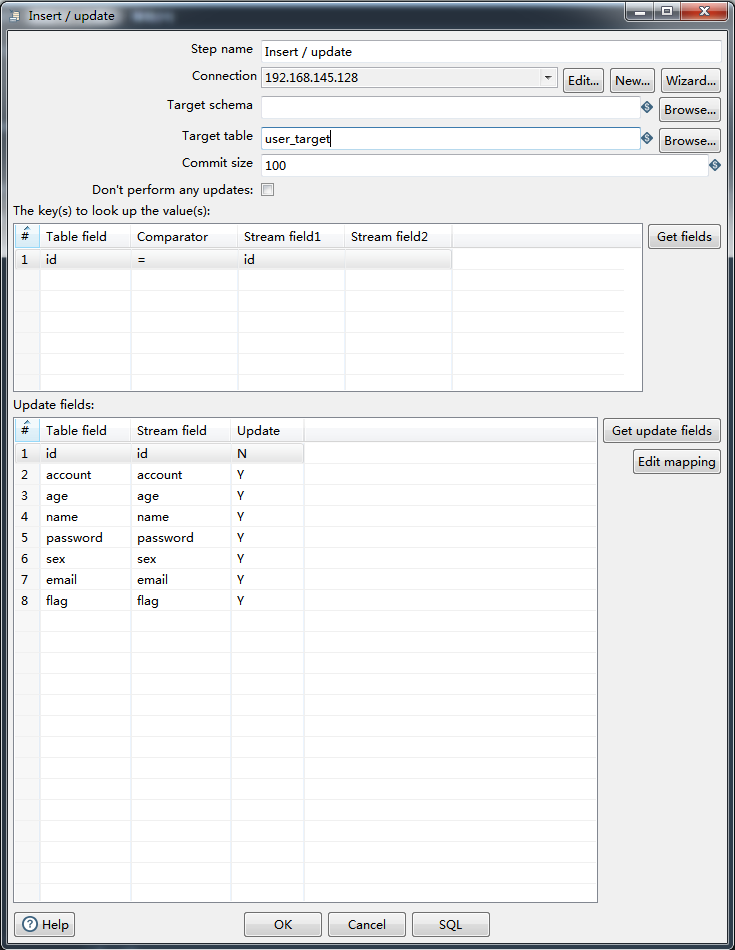 Insert / update
Step name Insert / update
Connection 192.168.145.128 Edit... New... Wizard...
Target schema Browse...
Target table user_target Browse...
Commit size 100
Don't perform any updates:
The key(s) to look up the value(s):
# Table field Comparator Stream field1 Stream field2 Get fields
1 id = id
Update fields:
# Table field Stream field Update Get update fields
1 id id N Edit mapping
2 account account Y
3 age age Y
4 name name Y
5 password password Y
6 sex sex Y
7 email email Y
8 flag flag Y
Help OK Cancel SQL